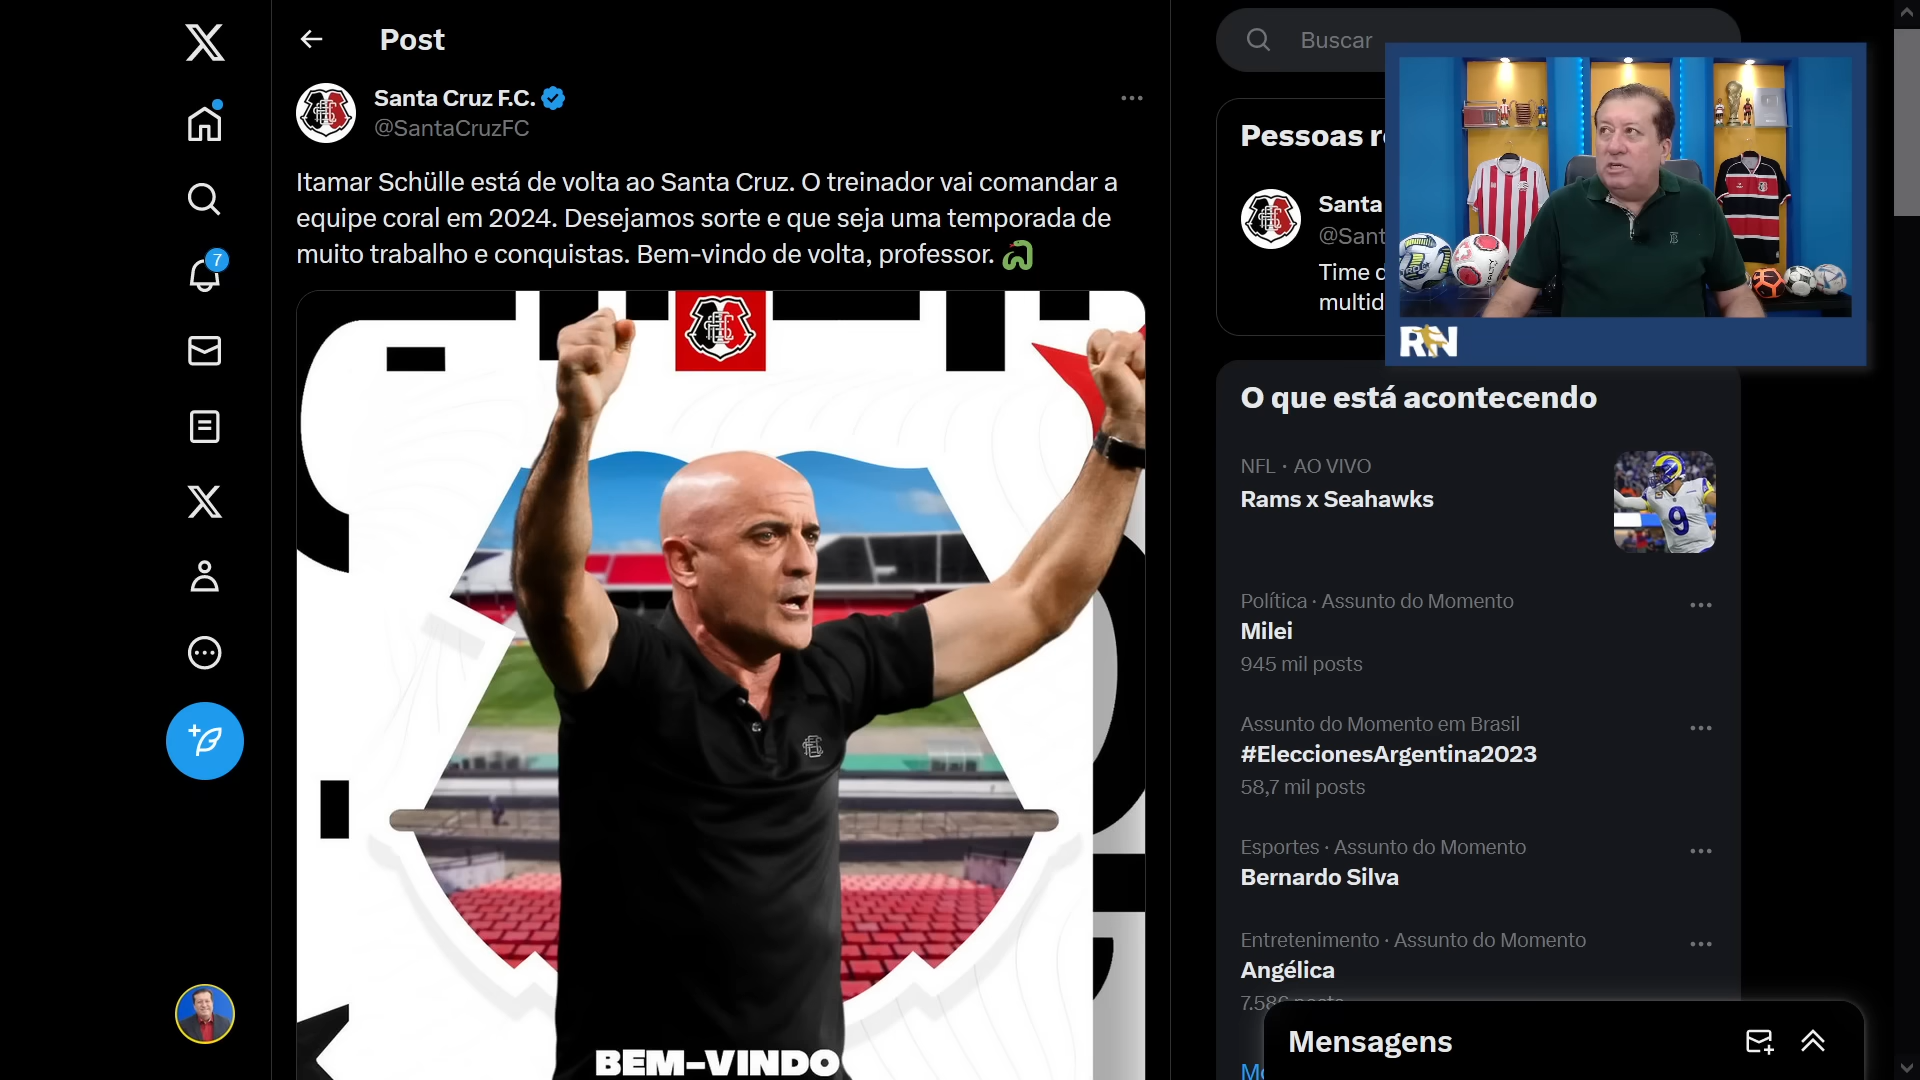 Post
Santa Cruz F.C.
@SantaCruzFC
Itamar Schülle está de volta ao Santa Cruz. O treinador vai comandar a
equipe coral em 2024. Desejamos sorte e que seja uma temporada de
muito trabalho e conquistas. Bem-vindo de volta, professor.
BEM-VINDO
7
Buscar
Pessoas
Santa
@Sant
Time
multid
RN
O que está acontecendo
NFL · AO VIVO
Rams x Seahawks
9
Política · Assunto do Momento
Milei
945 mil posts
Assunto do Momento em Brasil
#EleccionesArgentina2023
58,7 mil posts
Esportes · Assunto do Momento
Bernardo Silva
Entretenimento · Assunto do Momento
Angélica
Mensagens